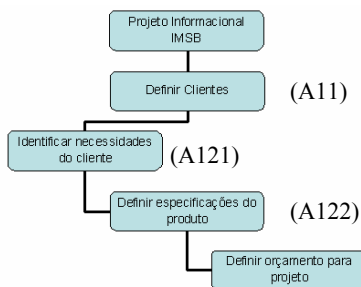 Projeto Informacional
IMSB
Definir Clientes
(A11)
Identificar necessidades
do cliente
(A121)
Definir especificações do
produto
(A122)
Definir orçamento para
projeto